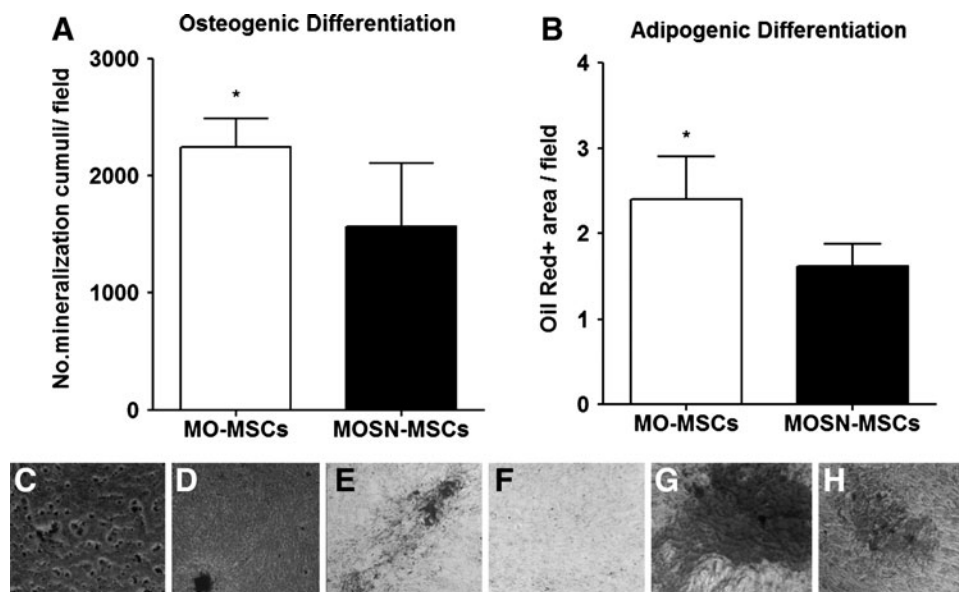 A
Osteogenic Differentiation
No.mineralization cumuli/ field
3000
2000
1000
0
*
MO-MSCs
MOSN-MSCs
B
Adipogenic Differentiation
Oil Red+ area / field
4
3
2
1
0
*
MO-MSCs
MOSN-MSCs
C
D
E
F
G
H